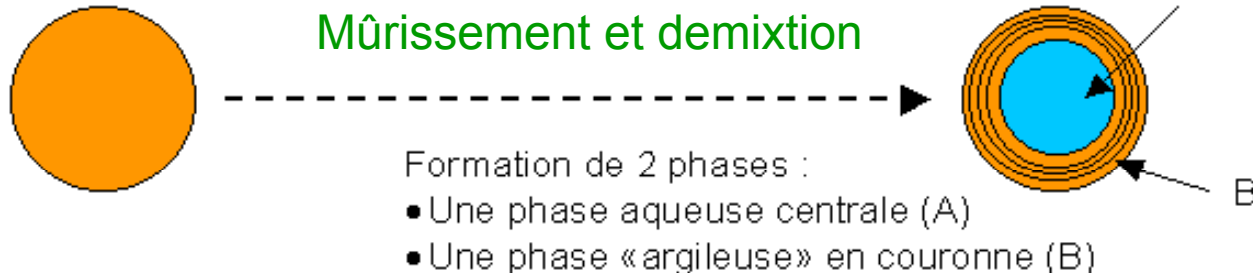 Mûrissement et demixtion
Formation de 2 phases :
• Une phase aqueuse centrale (A)
B
• Une phase «argileuse» en couronne (B)